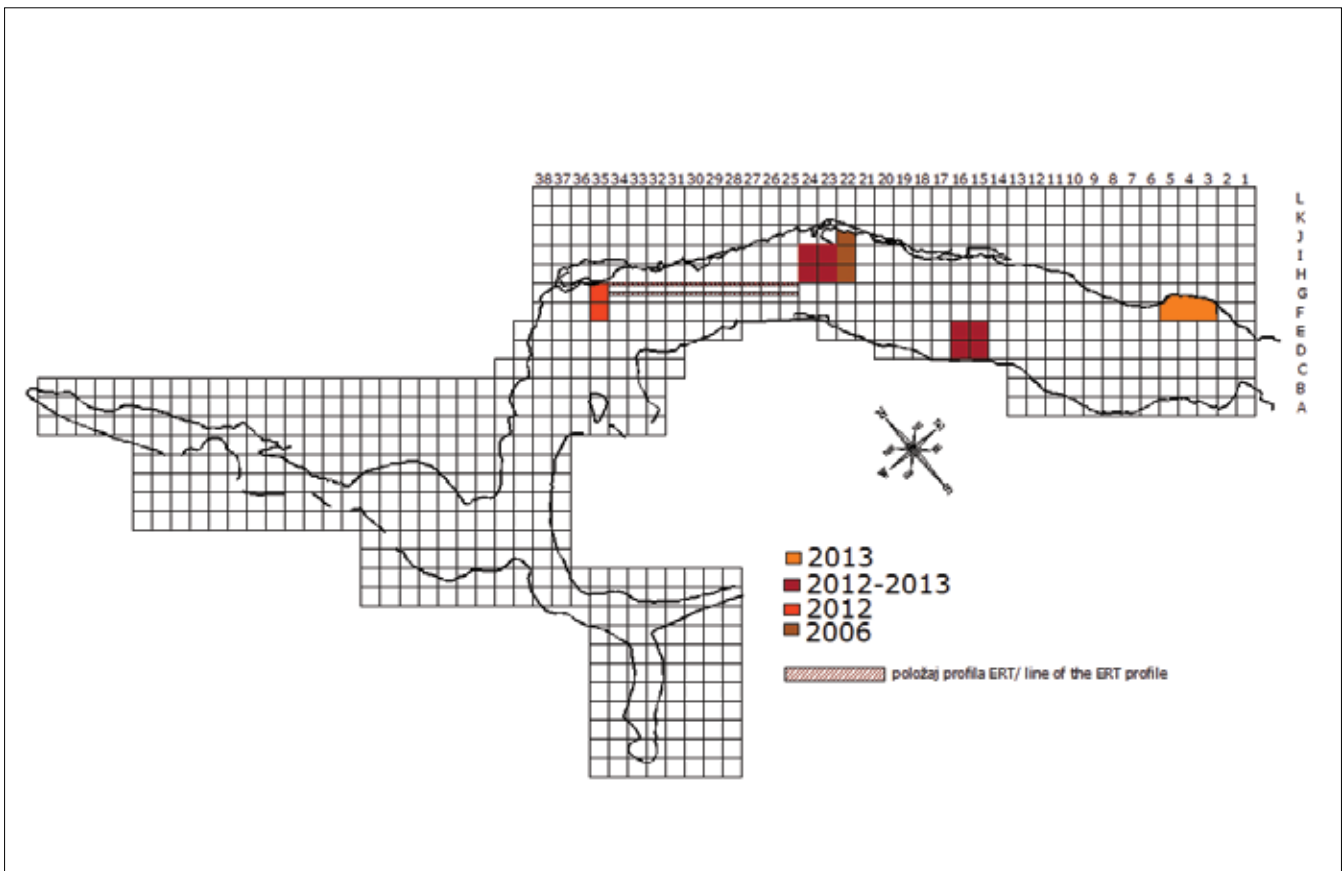 38 37 36 35 34 33 32 31 30 29 28 27 26 25 24 23 22 21 20 19 18 17 16 15 14 13 12 11 10 9 8 7 6 5 4 3 2 1
L
K
J
I
H
G
F
E
D
C
B
A
2013
2012-2013
2012
2006
položaj profila ERT/ line of the ERT profile